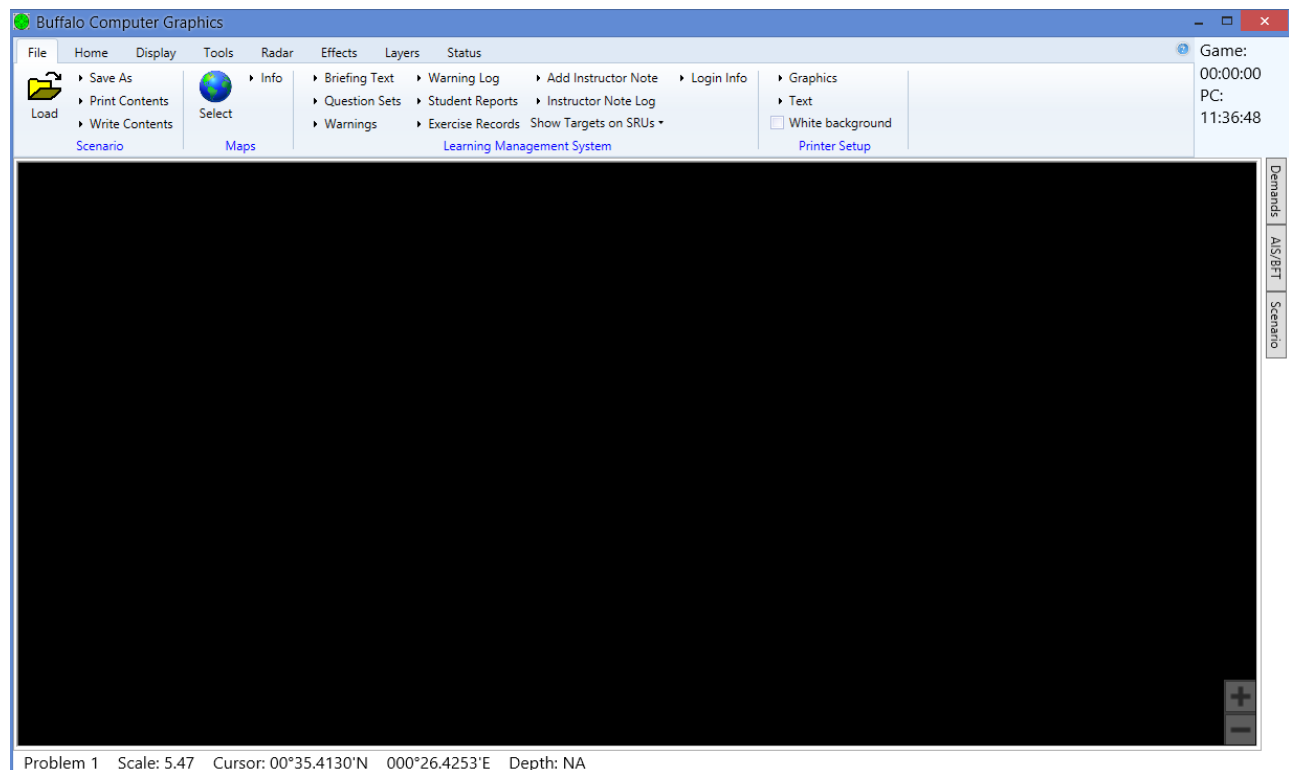 Buffalo Computer Graphics
File Home Display Tools Radar Effects Layers Status
Game:
00:00:00
PC:
11:36:48
Load
Save As
Print Contents
Write Contents
Scenario
Select
Info
Maps
Briefing Text
Question Sets
Warnings
Warning Log
Student Reports
Exercise Records
Add Instructor Note
Instructor Note Log
Show Targets on SRUs
Login Info
Learning Management System
Graphics
Text
White background
Printer Setup
Demands
AIS/BFT
Scenario
Problem 1 Scale: 5.47 Cursor: 00°35.4130'N 000°26.4253'E Depth: NA